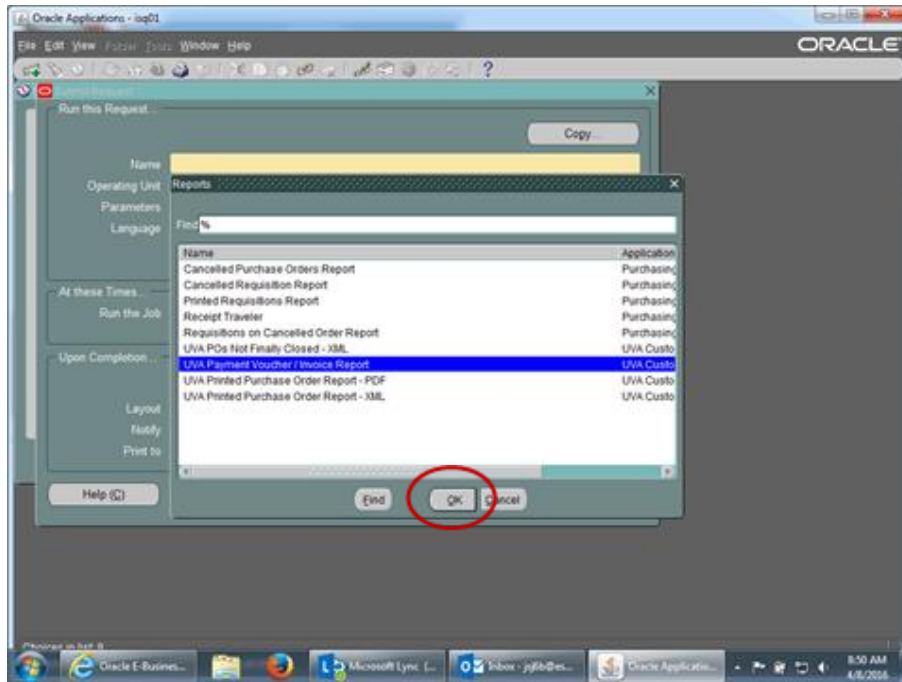 Oracle Applications - isq01
File Edit View Folder Tools Window Help
ORACLE
Submit Request
Run this Request...
Copy...
Name
Operating Unit
Parameters
Language
Reports
Find %
Name Application
Cancelled Purchase Orders Report Purchasing
Cancelled Requisition Report Purchasing
Printed Requisitions Report Purchasing
Receipt Traveler Purchasing
Requisitions on Cancelled Order Report Purchasing
UVA POs Not Finally Closed - XML UVA Custo
UVA Payment Voucher / Invoice Report UVA Custo
UVA Printed Purchase Order Report - PDF UVA Custo
UVA Printed Purchase Order Report - XML UVA Custo
At these Times...
Run the Job
Upon Completion...
Layout
Notify
Print to
Help (C)
Find OK Cancel
Choices in list: 9
Oracle E-Busines... Microsoft Lync (... Inbox - Oracle Applicatio...
8:50 AM
4/8/2016